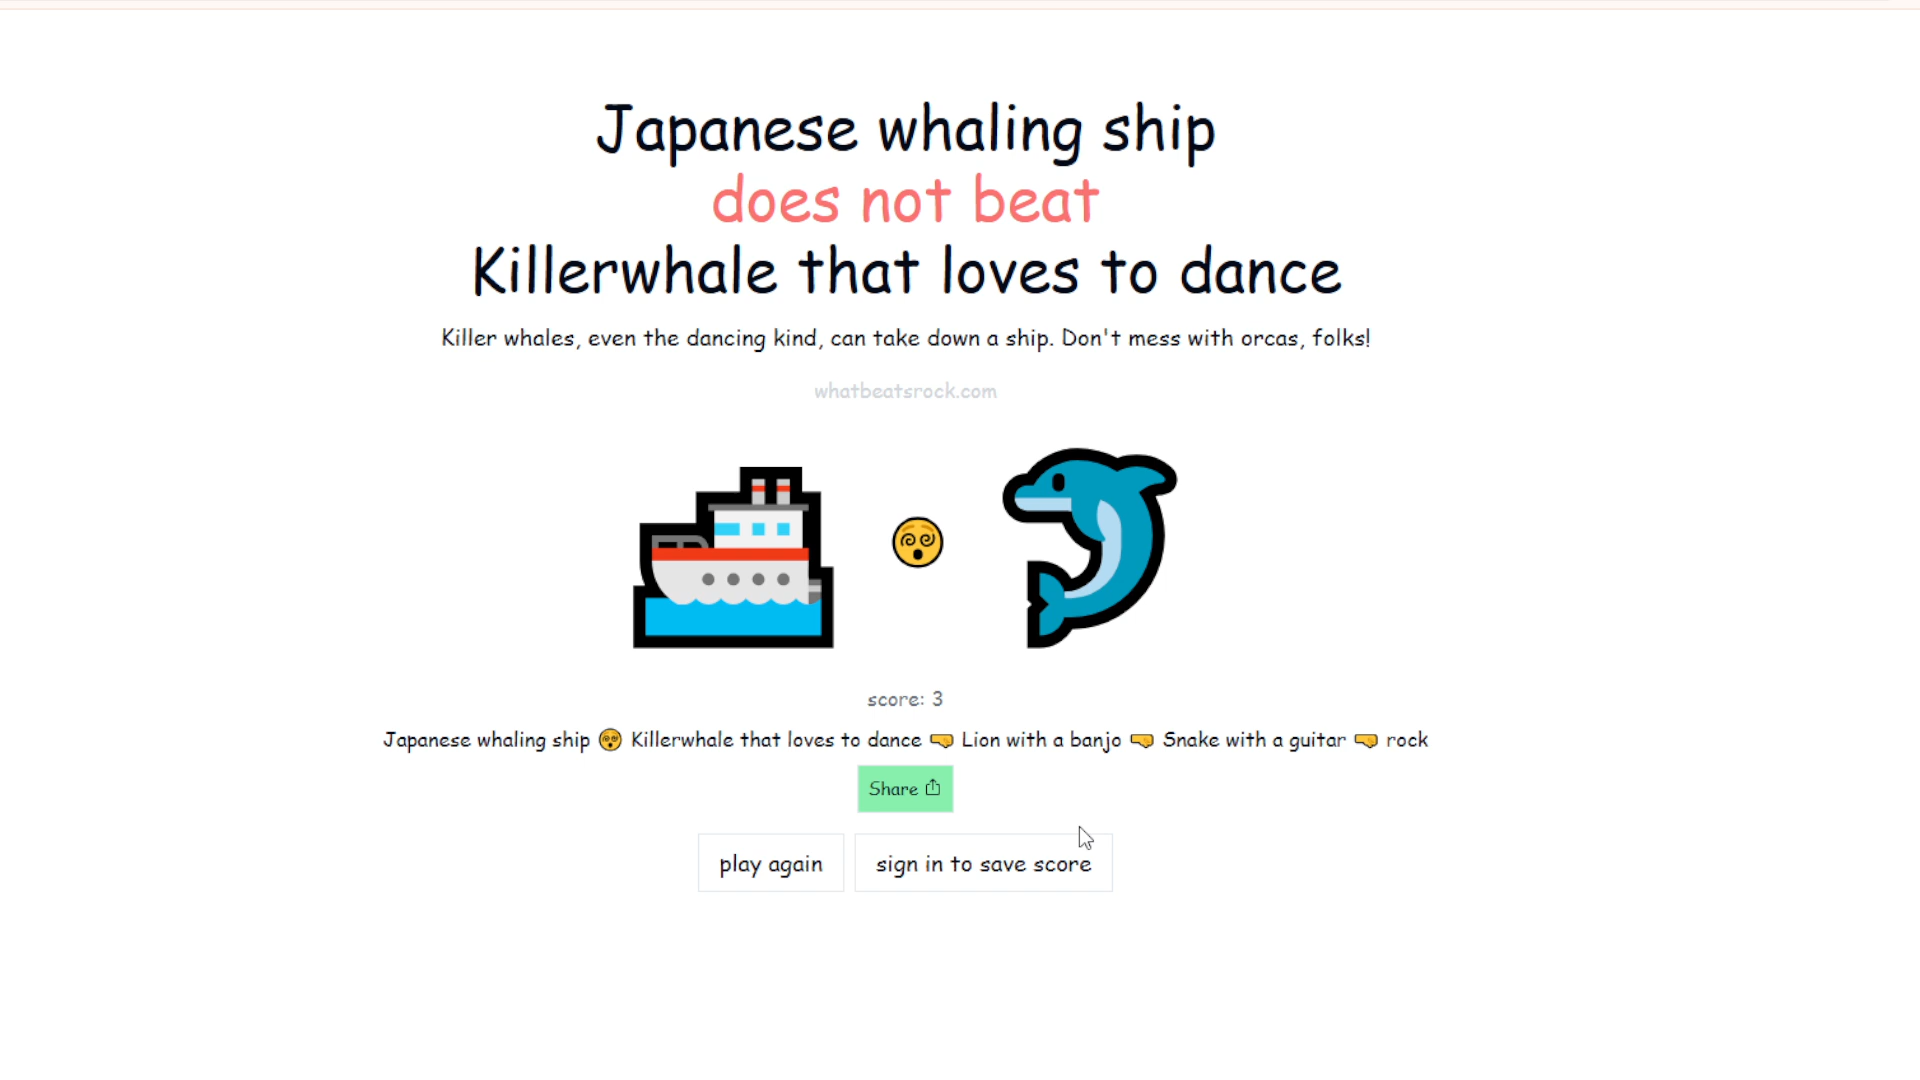 Japanese whaling ship
does not beat
Killerwhale that loves to dance
Killer whales, even the dancing kind, can take down a ship. Don't mess with orcas, folks!
whatbeatsrock.com
score: 3
Japanese whaling ship 😵‍💫 Killerwhale that loves to dance 🤜 Lion with a banjo 🤜 Snake with a guitar 🤜 rock
Share
play again
sign in to save score